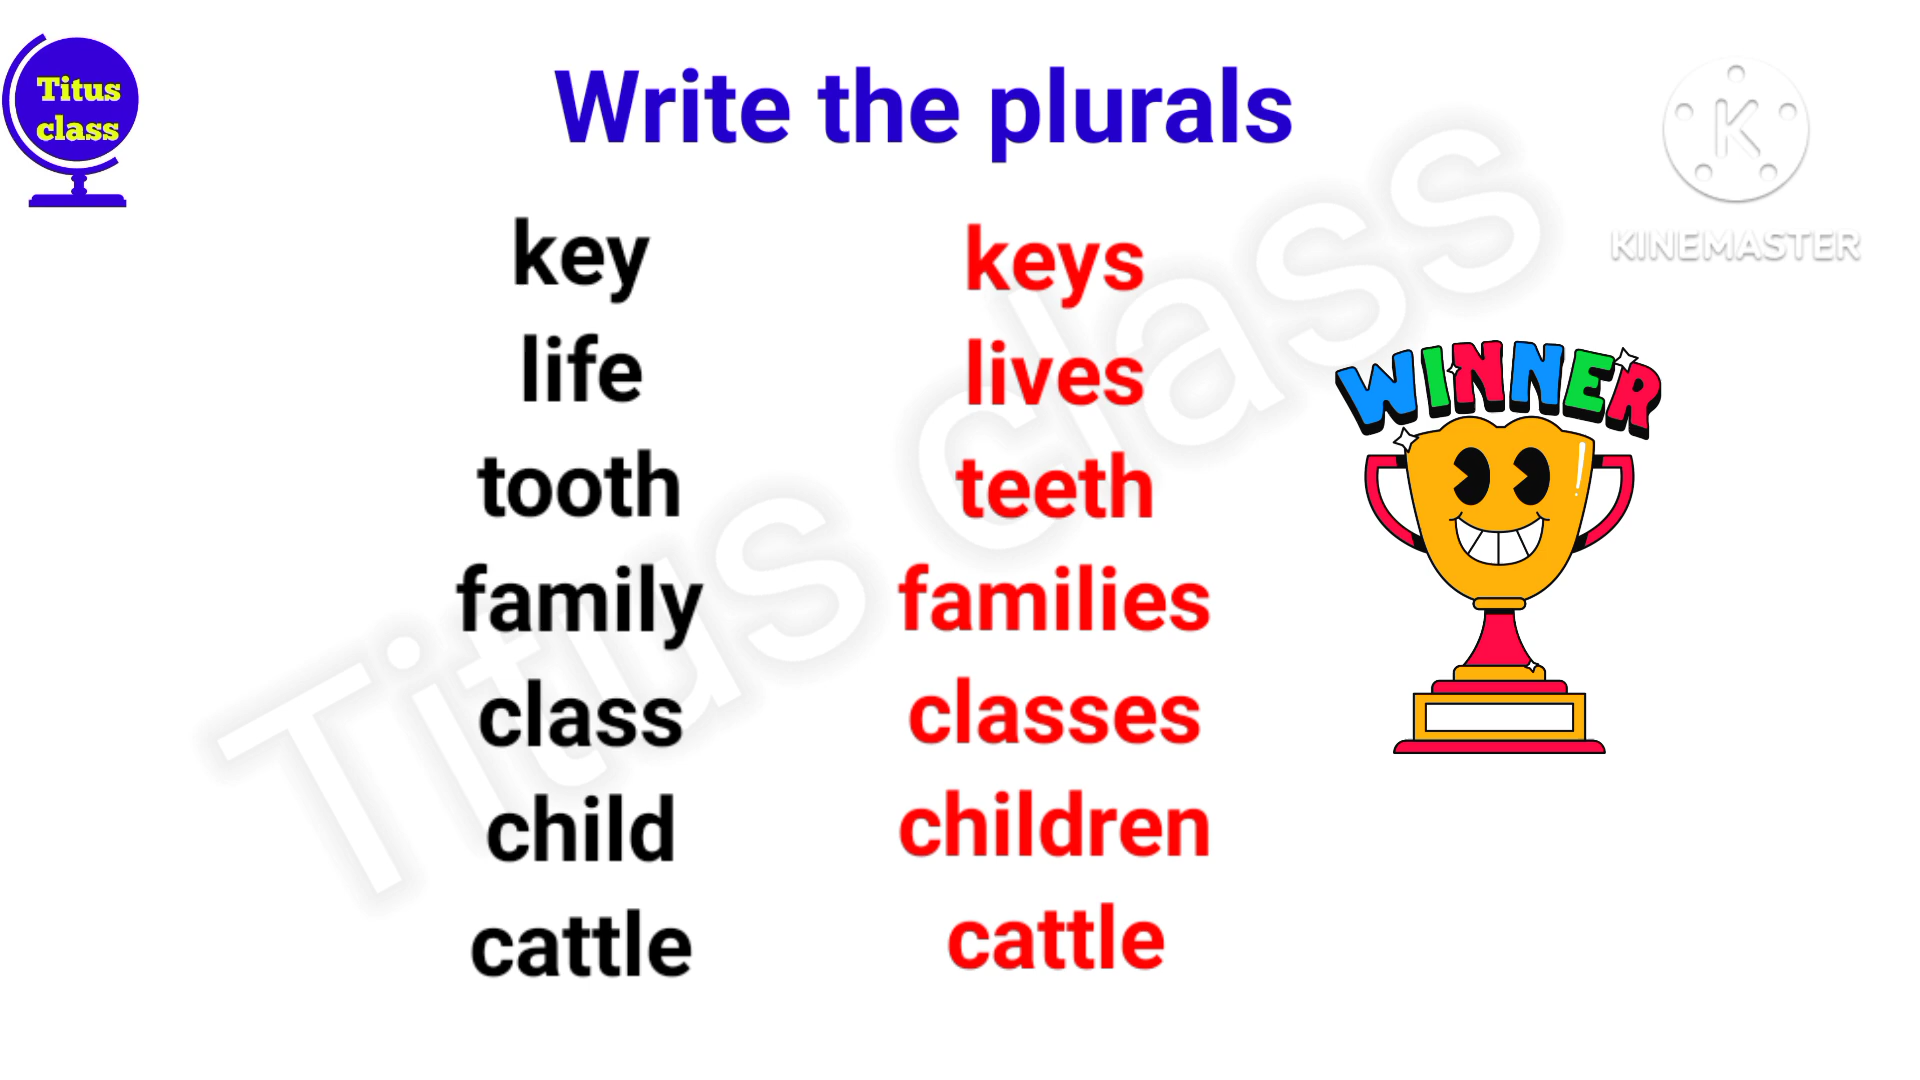 Titus
class
Write the plurals
K
KINEMASTER
key keys
life lives
WINNER
tooth teeth
family families
class classes
child children
cattle cattle
Titus class